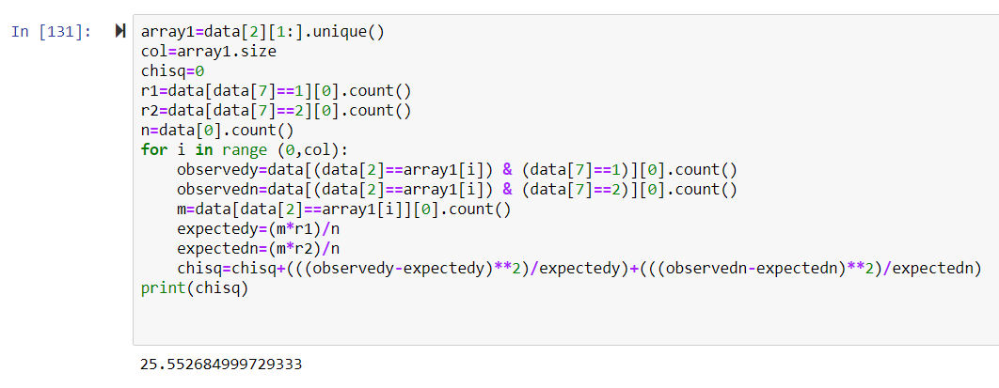 In [131]:
array1=data[2][1:].unique()
col=array1.size
chisq=0
r1=data[data[7]==1][0].count()
r2=data[data[7]==2][0].count()
n=data[0].count()
for i in range (0,col):
    observedy=data[(data[2]==array1[i]) & (data[7]==1)][0].count()
    observedn=data[(data[2]==array1[i]) & (data[7]==2)][0].count()
    m=data[data[2]==array1[i]][0].count()
    expectedy=(m*r1)/n
    expectedn=(m*r2)/n
    chisq=chisq+(((observedy-expectedy)**2)/expectedy)+(((observedn-expectedn)**2)/expectedn)
print(chisq)
25.552684999729333